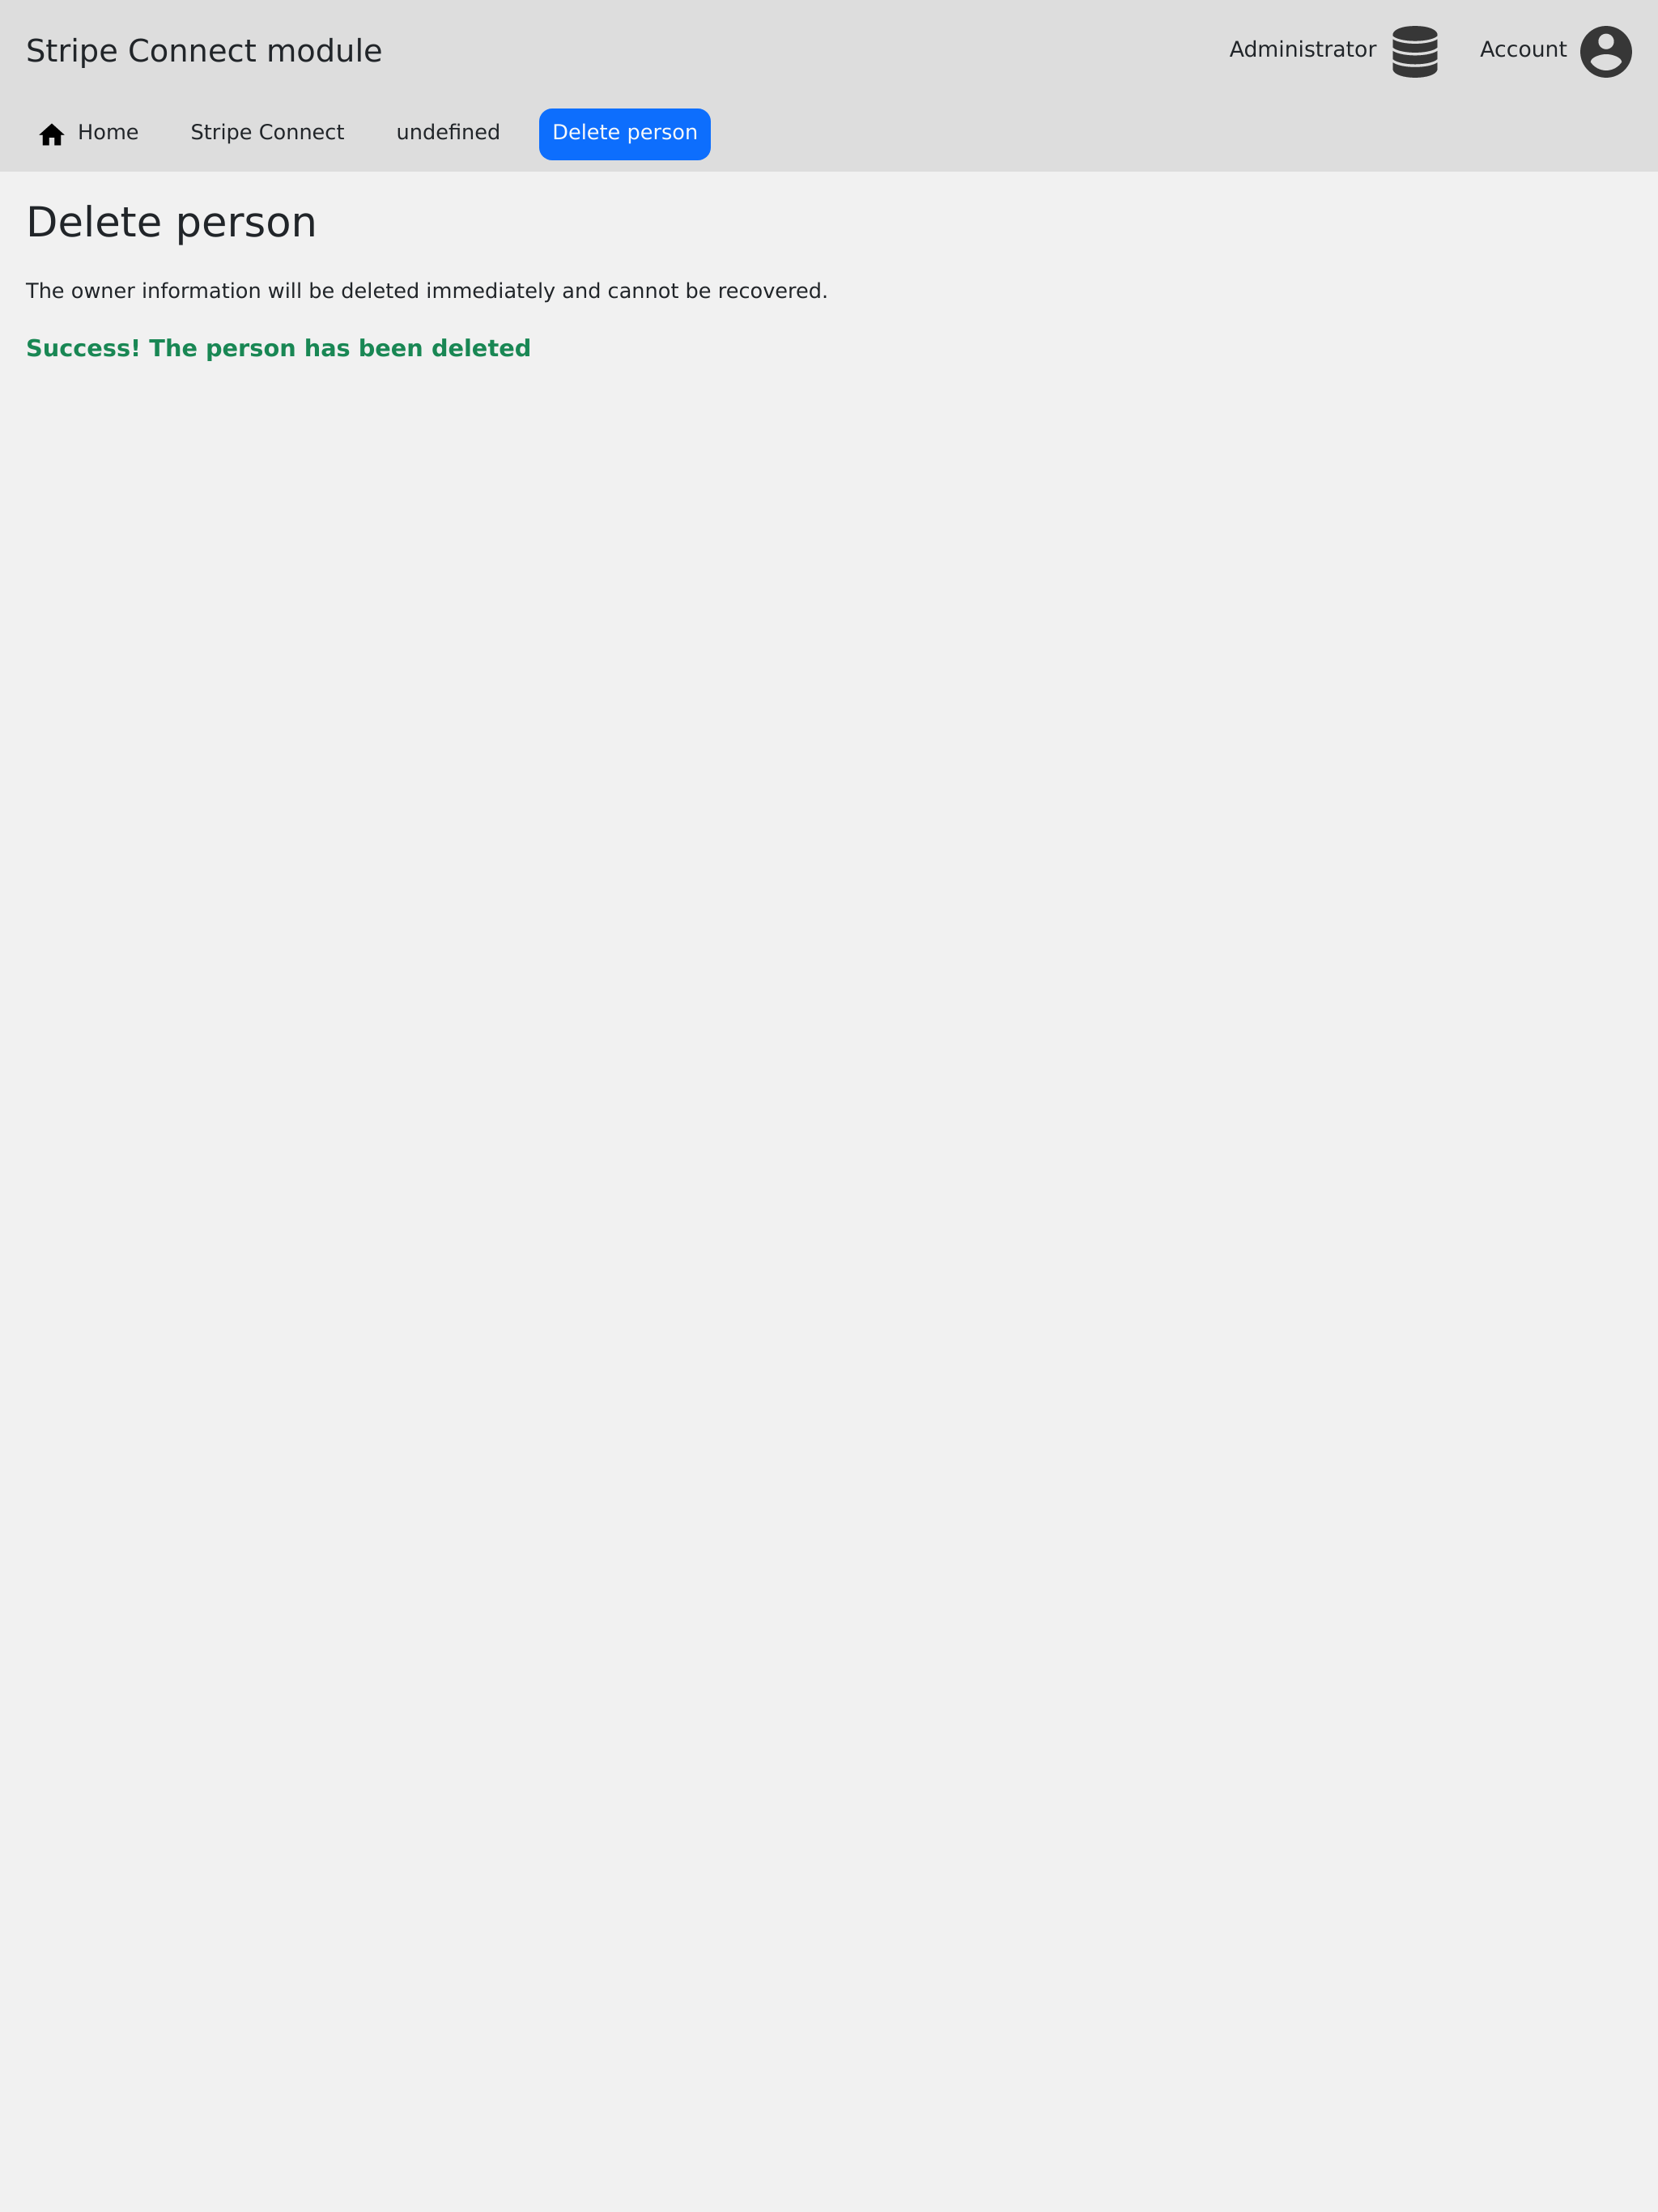 Stripe Connect module
Administrator
Account
Home
Stripe Connect
undefined
Delete person
Delete person
The owner information will be deleted immediately and cannot be recovered.
Success! The person has been deleted